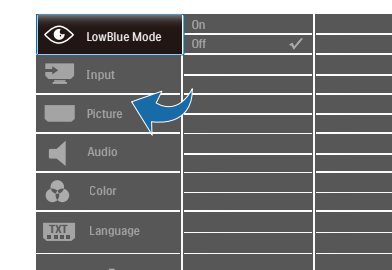 LowBlue Mode
On
Off
Input
Picture
Audio
Color
TXT
Language